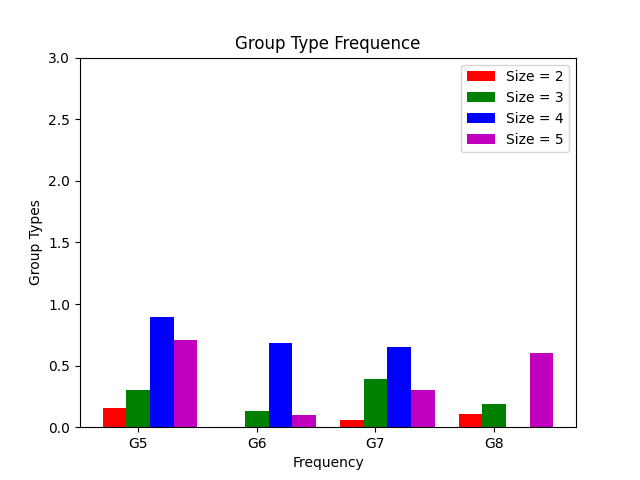 Group Type Frequence
3.0
2.5
2.0
1.5
1.0
0.5
0.0
Group Types
Size = 2
Size = 3
Size = 4
Size = 5
G5 G6 G7 G8
Frequency